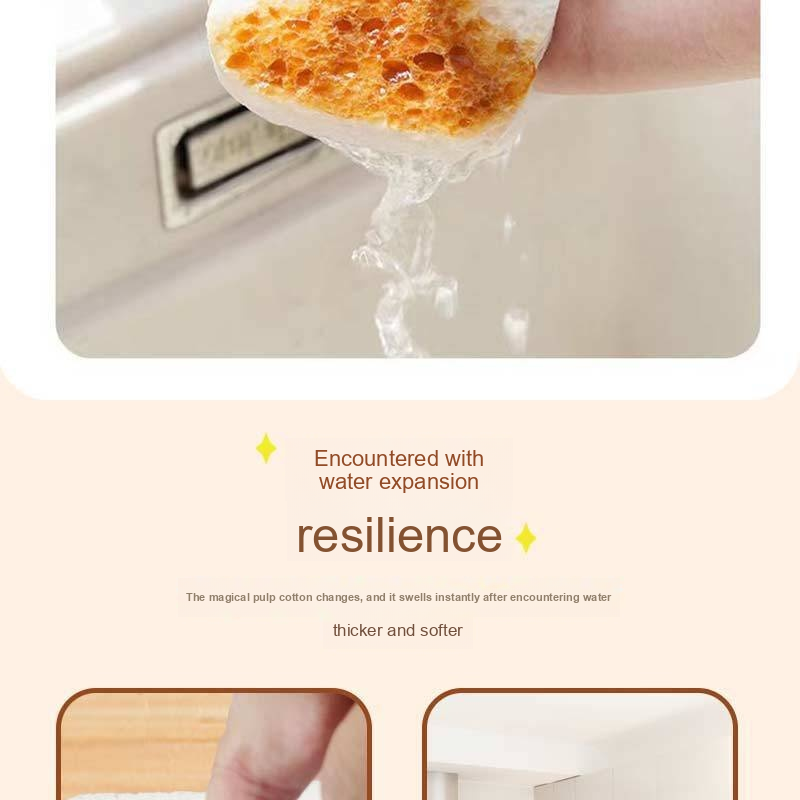 Encountered with
water expansion
resilience
The magical pulp cotton changes, and it swells instantly after encountering water
thicker and softer